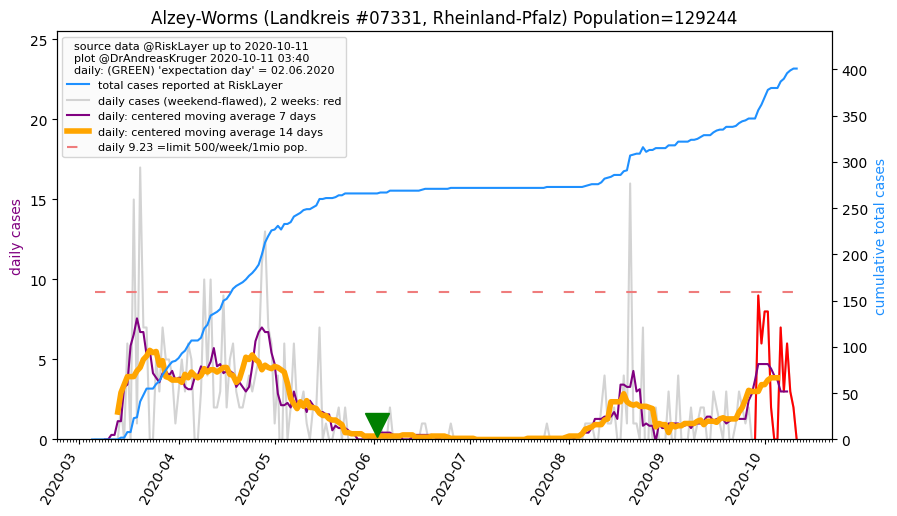 Alzey-Worms (Landkreis #07331, Rheinland-Pfalz) Population=129244
source data @RiskLayer up to 2020-10-11
plot @DrAndreasKruger 2020-10-11 03:40
daily: (GREEN) 'expectation day' = 02.06.2020
total cases reported at RiskLayer
daily cases (weekend-flawed), 2 weeks: red
daily: centered moving average 7 days
daily: centered moving average 14 days
daily 9.23 =limit 500/week/1mio pop.
daily cases
25
20
15
10
5
0
cumulative total cases
400
350
300
250
200
150
100
50
0
2020-03
2020-04
2020-05
2020-06
2020-07
2020-08
2020-09
2020-10